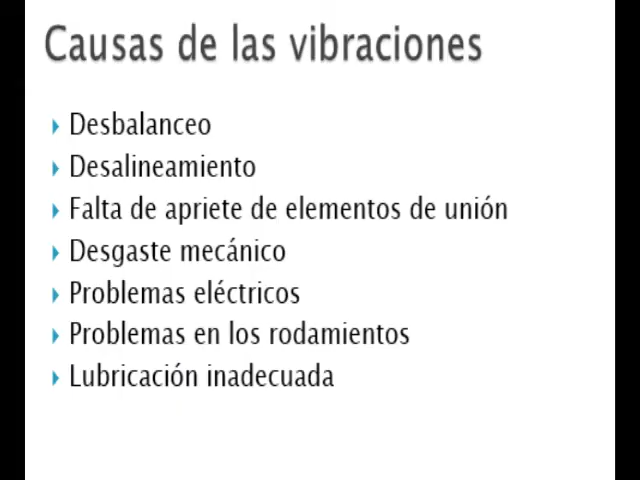 Causas de las vibraciones
Desbalanceo
Desalineamiento
Falta de apriete de elementos de unión
Desgaste mecánico
Problemas eléctricos
Problemas en los rodamientos
Lubricación inadecuada